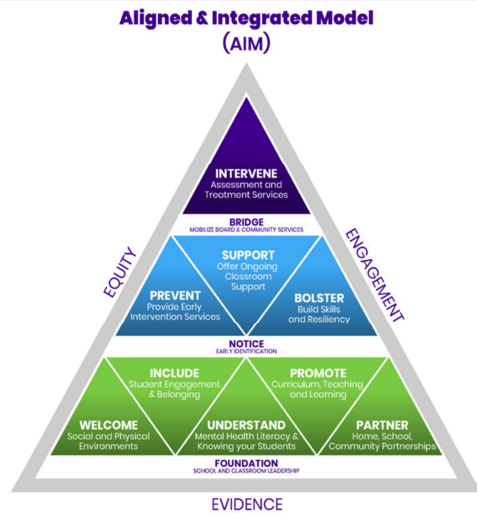 Aligned & Integrated Model
(AIM)
INTERVENE
Assessment and
Treatment Services
BRIDGE
MOBILIZE BOARD & COMMUNITY SERVICES
EQUITY
ENGAGEMENT
SUPPORT
Offer Ongoing
Classroom
Support
PREVENT
Provide Early
Intervention Services
BOLSTER
Build Skills
and Resiliency
NOTICE
EARLY IDENTIFICATION
INCLUDE
Student Engagement
& Belonging
PROMOTE
Curriculum, Teaching
and Learning
WELCOME
Social and Physical
Environments
UNDERSTAND
Mental Health Literacy &
Knowing your Students
PARTNER
Home, School,
Community Partnerships
FOUNDATION
SCHOOL AND CLASSROOM LEADERSHIP
EVIDENCE